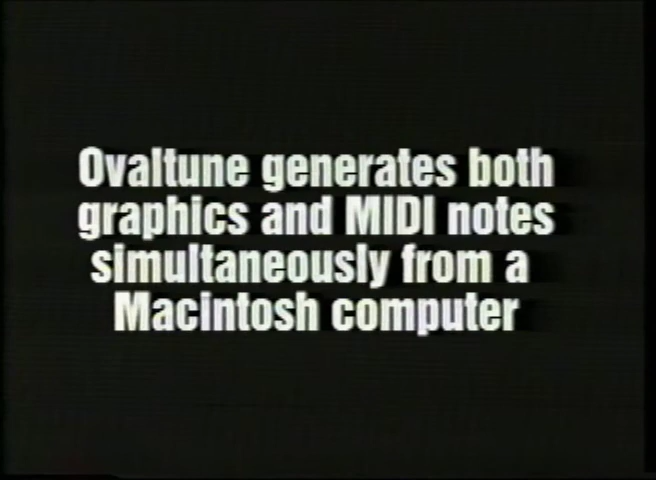 Ovaltune generates both
graphics and MIDI notes
simultaneously from a
Macintosh computer